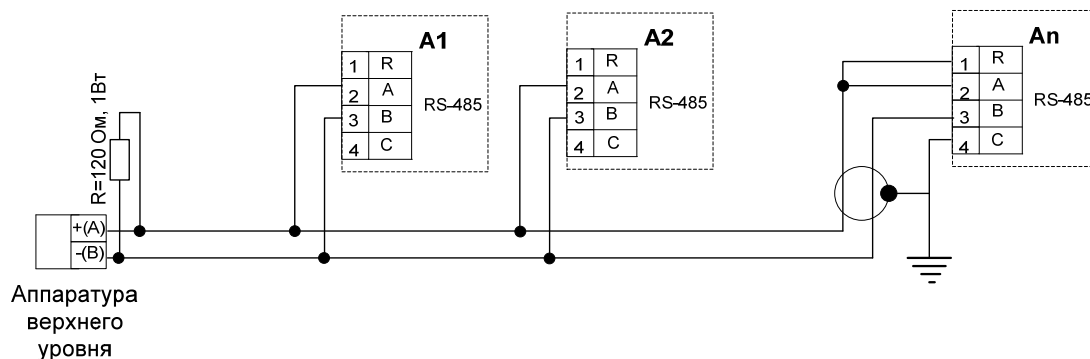 A1
1 R
2 A
3 B
4 C
RS-485
A2
1 R
2 A
3 B
4 C
RS-485
An
1 R
2 A
3 B
4 C
RS-485
R=120 Ом, 1Вт
+(A)
-(B)
Аппаратура
верхнего
уровня